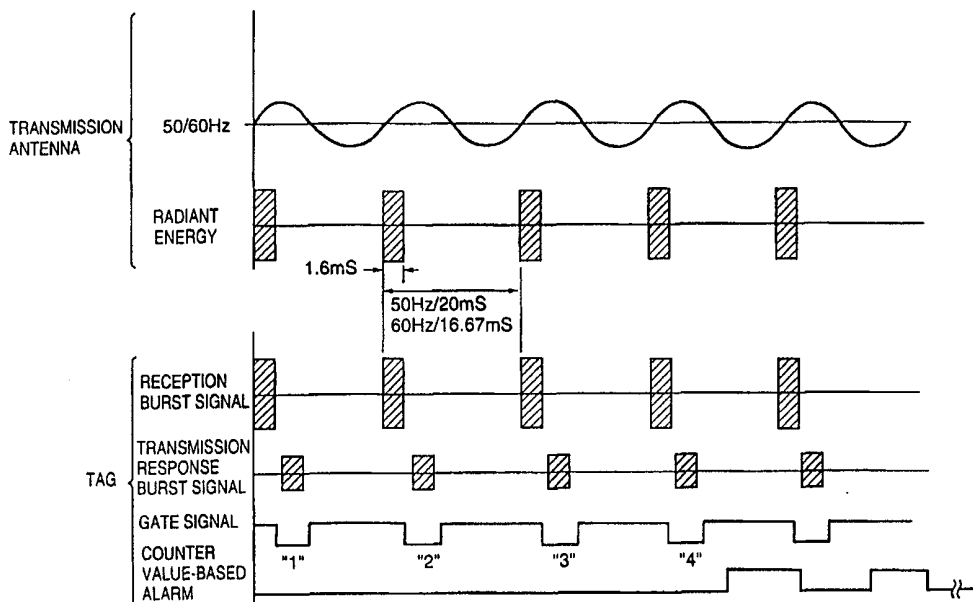 TRANSMISSION
ANTENNA
50/60Hz
RADIANT
ENERGY
1.6mS
50Hz/20mS
60Hz/16.67mS
TAG
RECEPTION
BURST SIGNAL
TRANSMISSION
RESPONSE
BURST SIGNAL
GATE SIGNAL
"1" "2" "3" "4"
COUNTER
VALUE-BASED
ALARM